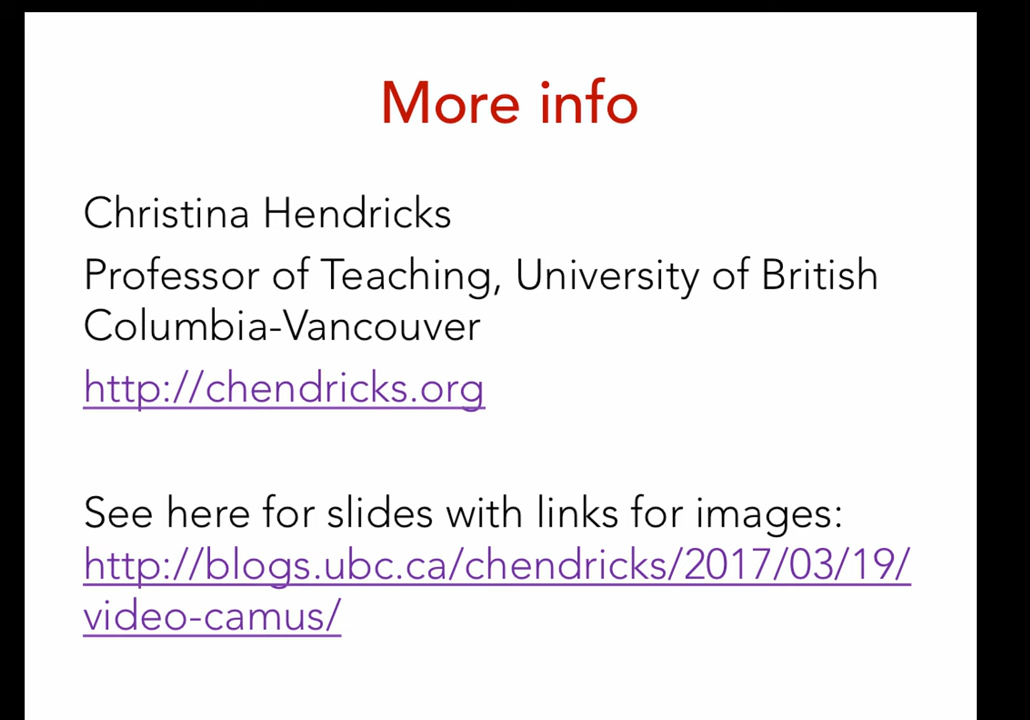 More info
Christina Hendricks
Professor of Teaching, University of British
Columbia-Vancouver
http://chendricks.org
See here for slides with links for images:
http://blogs.ubc.ca/chendricks/2017/03/19/
video-camus/